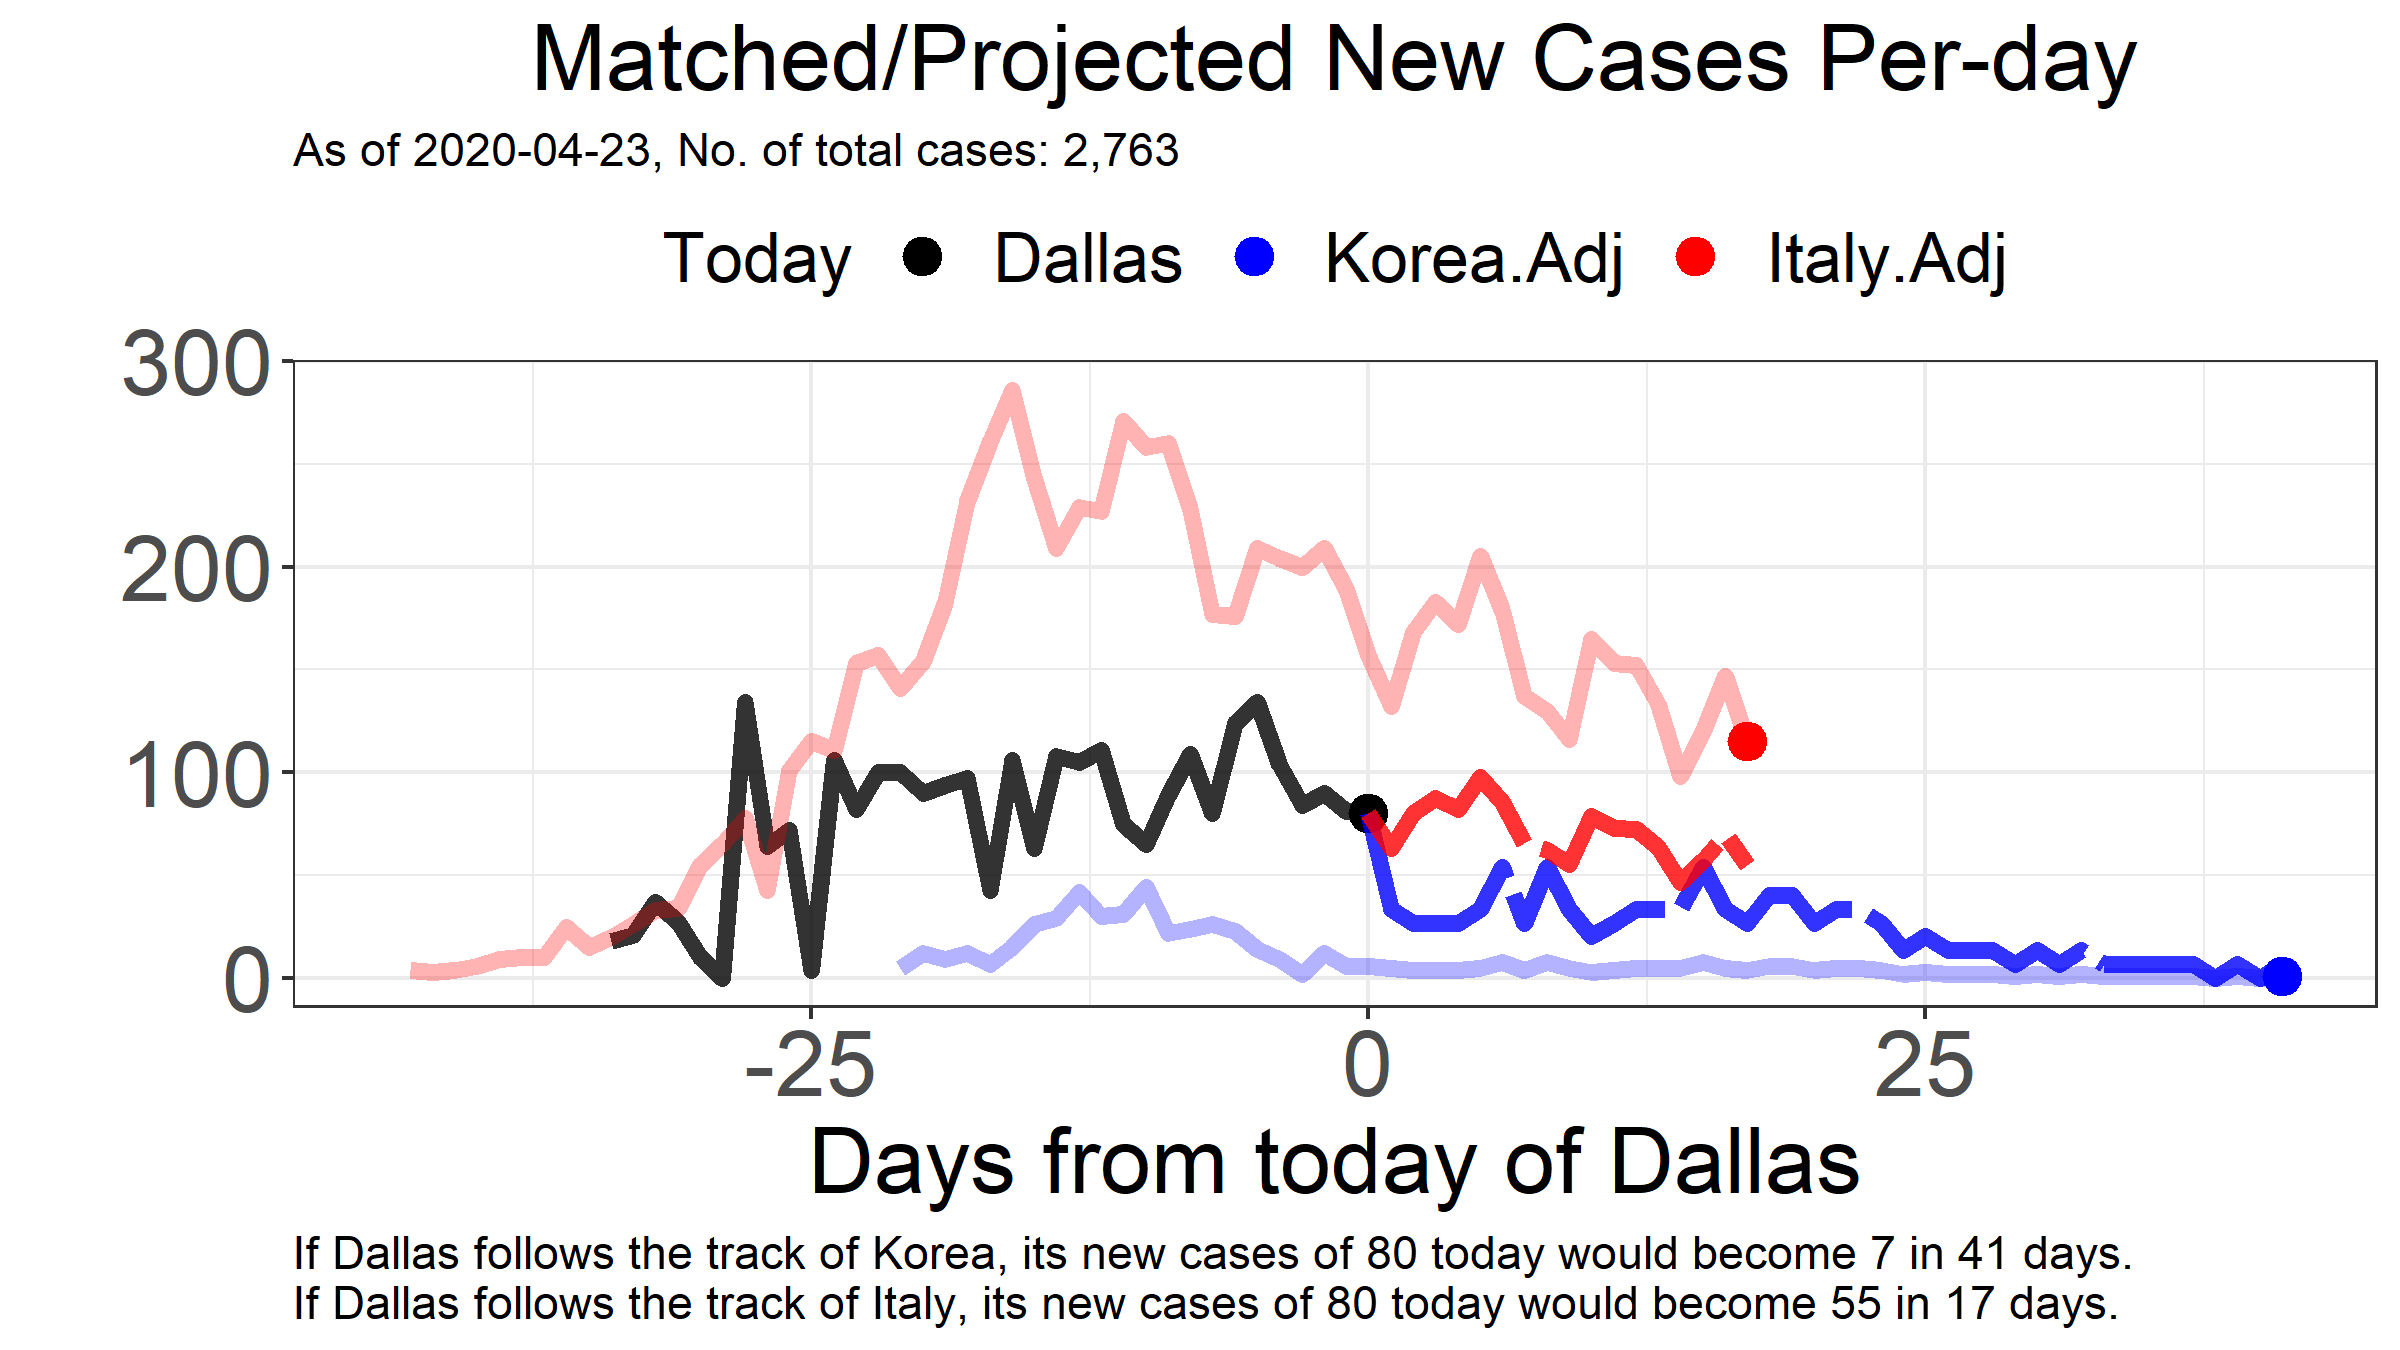 Matched/Projected New Cases Per-day
As of 2020-04-23, No. of total cases: 2,763
Today Dallas Korea.Adj Italy.Adj
300
200
100
0
-25 0 25
Days from today of Dallas
If Dallas follows the track of Korea, its new cases of 80 today would become 7 in 41 days.
If Dallas follows the track of Italy, its new cases of 80 today would become 55 in 17 days.